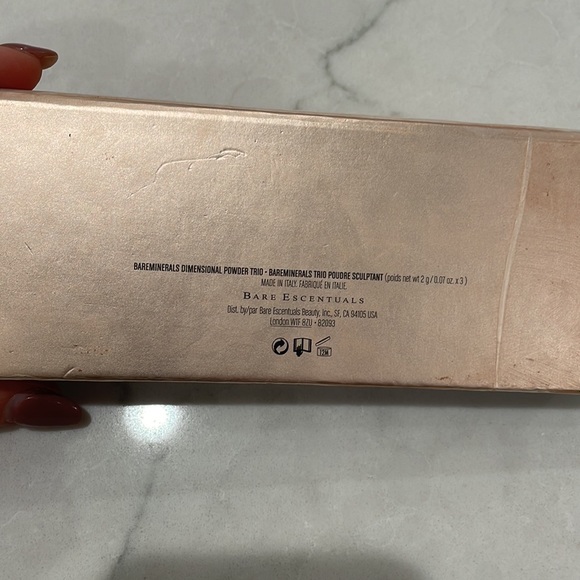 BAREMINERALS DIMENSIONAL POWDER TRIO - BAREMINERALS TRIO POUDRE SCULPTANT (poids net wt 2 g / 0.07 oz. x 3)
MADE IN ITALY. FABRIQUÉ EN ITALIE.
BARE ESCENTUALS
Dist. by/par Bare Escentuals Beauty, Inc., SF, CA 94105 USA
London W1F 8ZU • 82093
12M